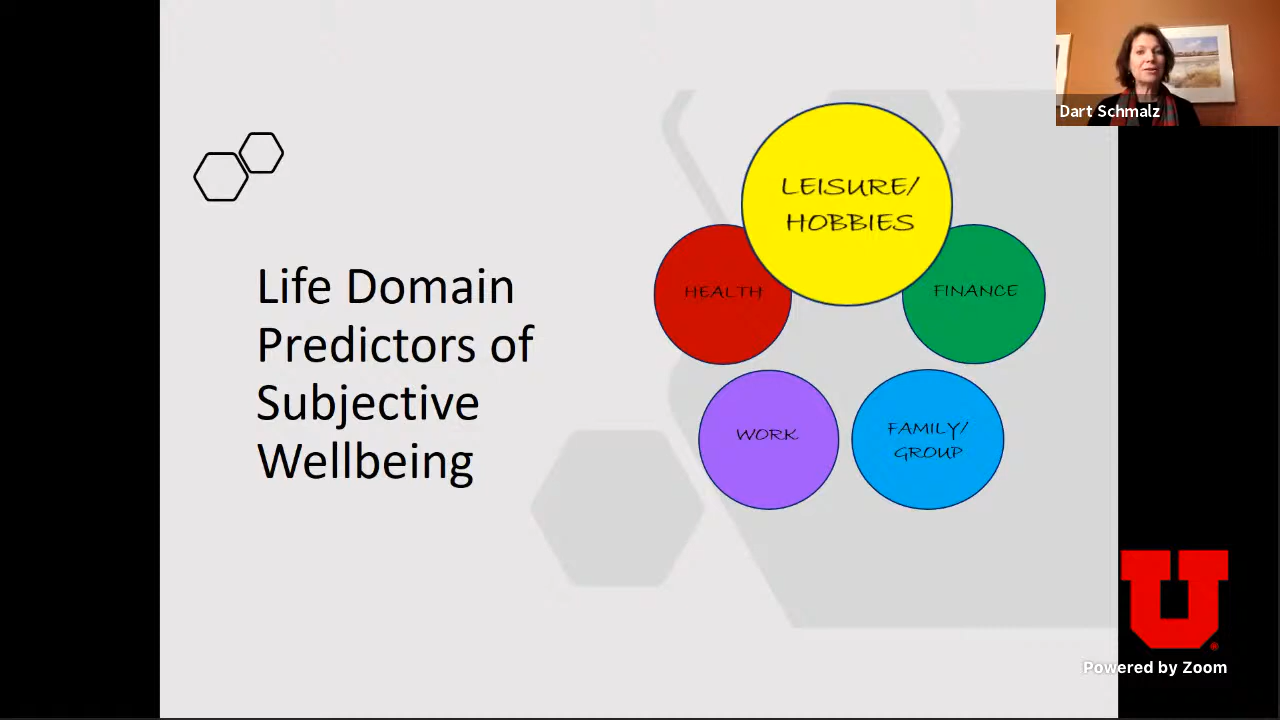 Life Domain
Predictors of
Subjective
Wellbeing
LEISURE/
HOBBIES
HEALTH
FINANCE
WORK
FAMILY/
GROUP
Dart Schmalz
U
Powered by Zoom